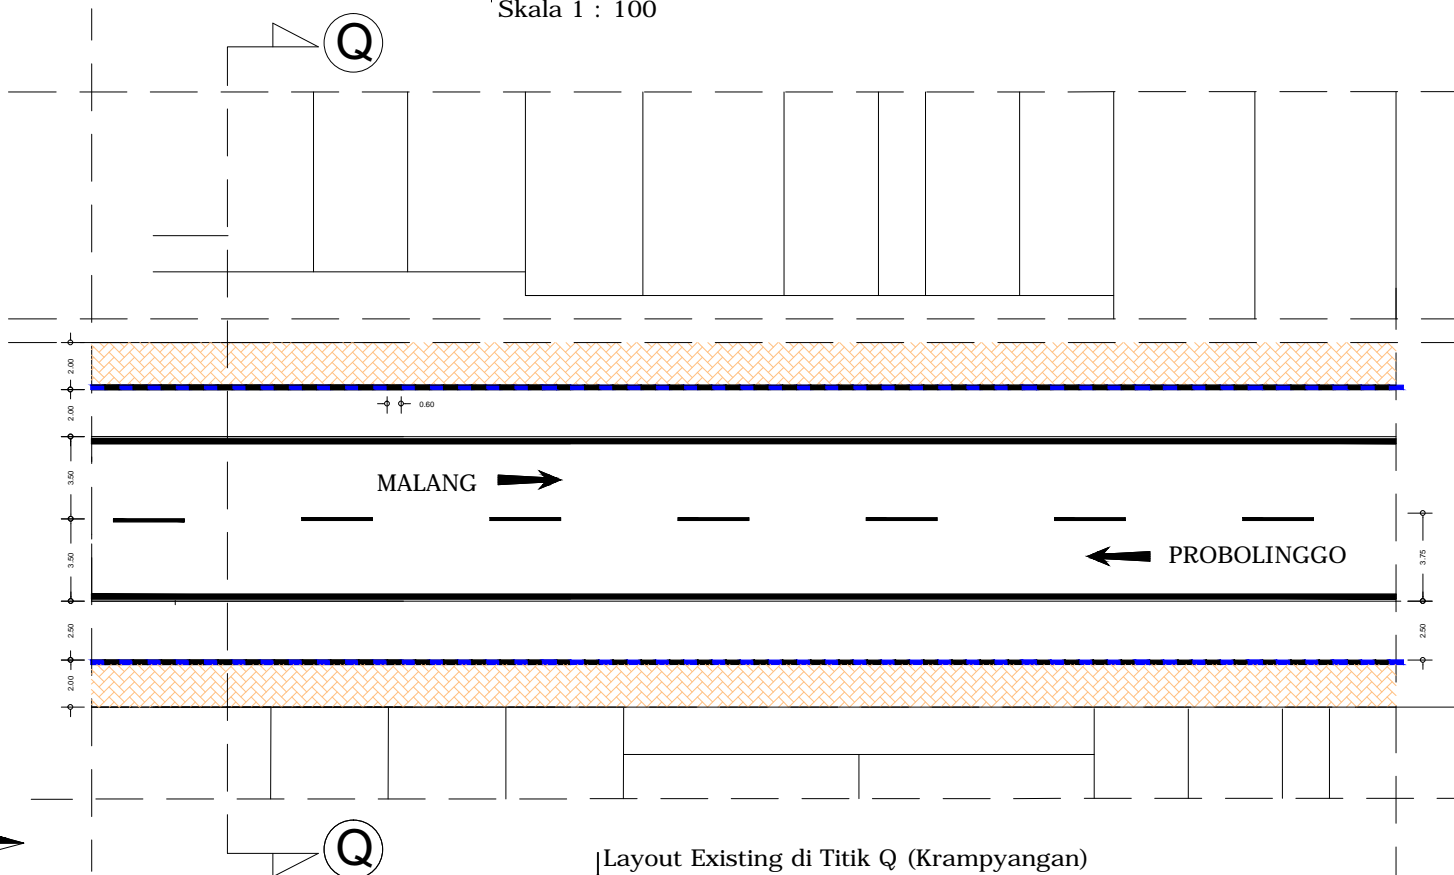 Skala 1 : 100
Q
2.00
2.00
0.60
3.50
MALANG
3.50
PROBOLINGGO
3.75
2.50
2.50
2.00
Q
Layout Existing di Titik Q (Krampyangan)